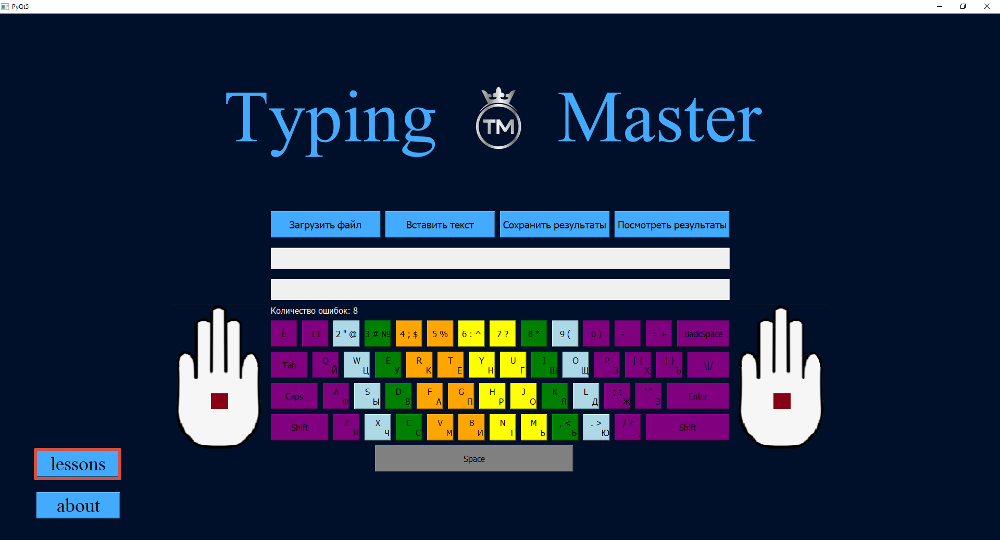 PyQt5
Typing TM Master
Загрузить файл Вставить текст Сохранить результаты Посмотреть результаты
Количество ошибок: 8
Ё 1 ! 2 " @ 3 # № 4 ; $ 5 % 6 : ^ 7 ? 8 * 9 ( 0 ) - _ = + BackSpace
Tab Q Й W Ц E У R К T Е Y Н U Г I Ш O Щ P З [ { Х ] } Ъ \|/
Caps A Ф S Ы D В F А G П H Р J О K Л L Д ; : Ж ' " Э Enter
Shift Z Я X Ч C С V М B И N Т M Ь , < Б . > Ю / ? . , Shift
Space
lessons
about